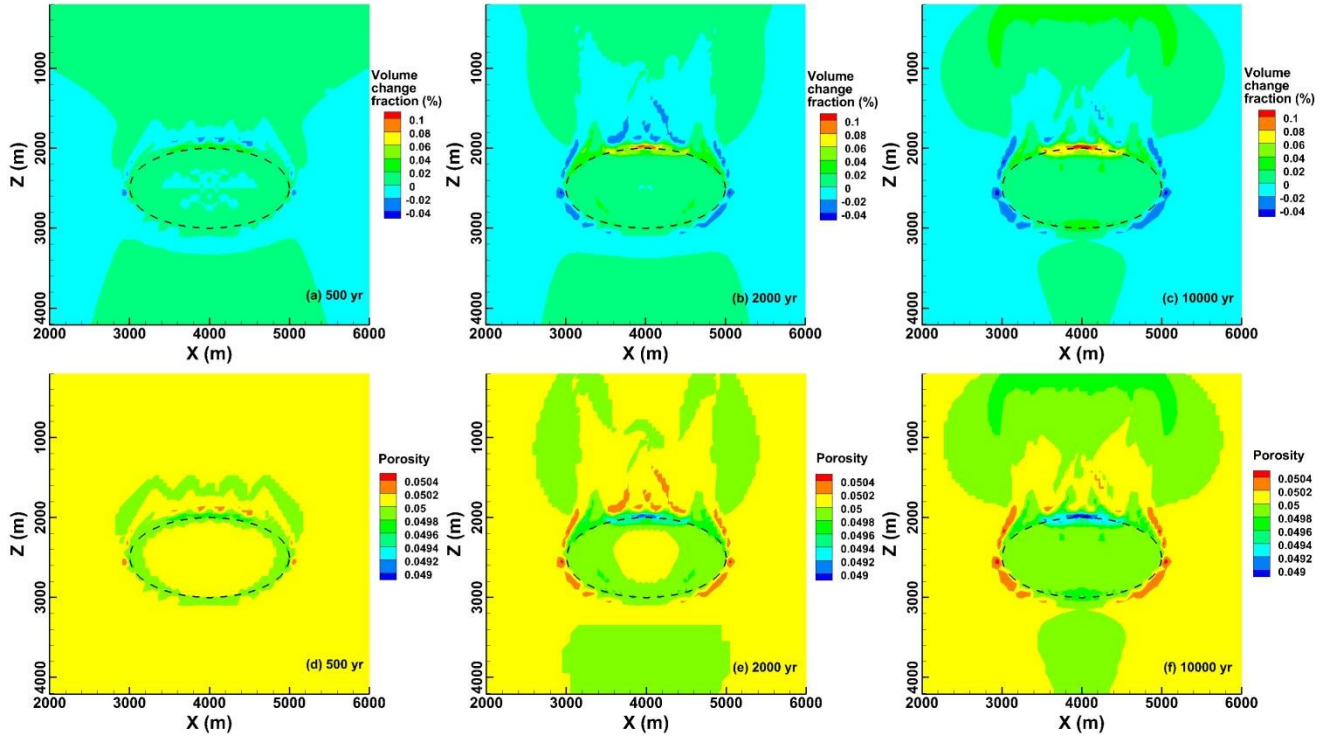 1000
2000
3000
4000
Z (m)
2000 3000 4000 5000 6000
X (m)
Volume
change
fraction (%)
0.1
0.08
0.06
0.04
0.02
0
-0.02
-0.04
(a) 500 yr
1000
2000
3000
4000
Z (m)
2000 3000 4000 5000 6000
X (m)
Volume
change
fraction (%)
0.1
0.08
0.06
0.04
0.02
0
-0.02
-0.04
(b) 2000 yr
1000
2000
3000
4000
Z (m)
2000 3000 4000 5000 6000
X (m)
Volume
change
fraction (%)
0.1
0.08
0.06
0.04
0.02
0
-0.02
-0.04
(c) 10000 yr
1000
2000
3000
4000
Z (m)
2000 3000 4000 5000 6000
X (m)
Porosity
0.0504
0.0502
0.05
0.0498
0.0496
0.0494
0.0492
0.049
(d) 500 yr
1000
2000
3000
4000
Z (m)
2000 3000 4000 5000 6000
X (m)
Porosity
0.0504
0.0502
0.05
0.0498
0.0496
0.0494
0.0492
0.049
(e) 2000 yr
1000
2000
3000
4000
Z (m)
2000 3000 4000 5000 6000
X (m)
Porosity
0.0504
0.0502
0.05
0.0498
0.0496
0.0494
0.0492
0.049
(f) 10000 yr